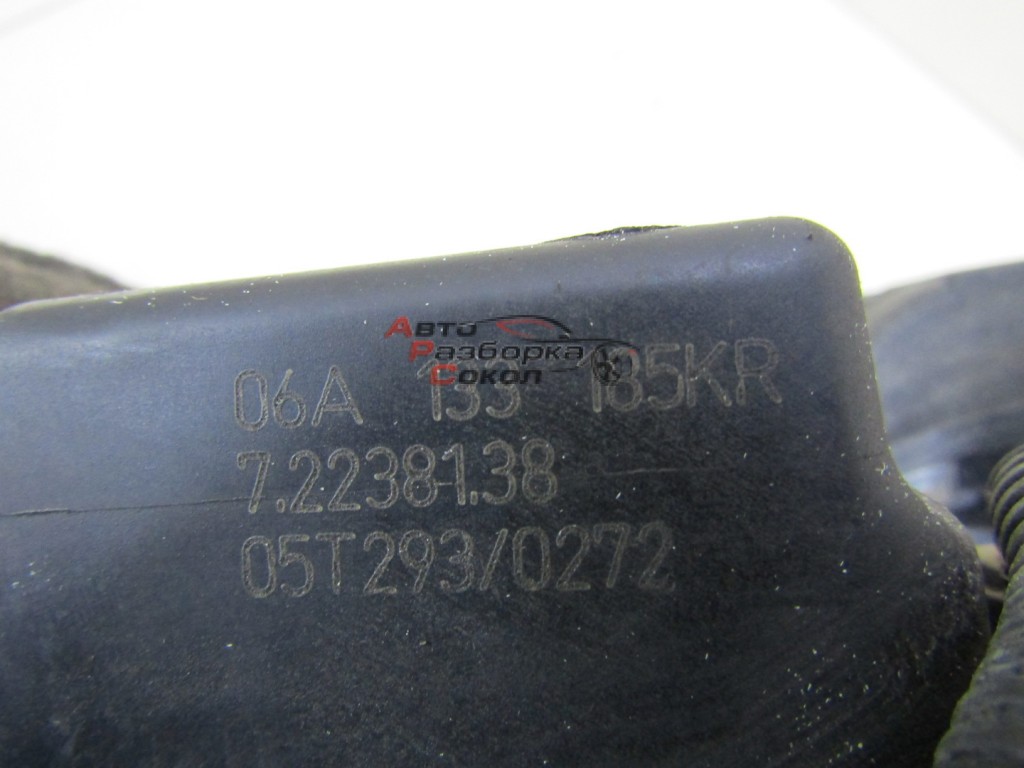 Авто
Разборка
Сокол
06A 133 185KR
7.22381.38
05T293/0272